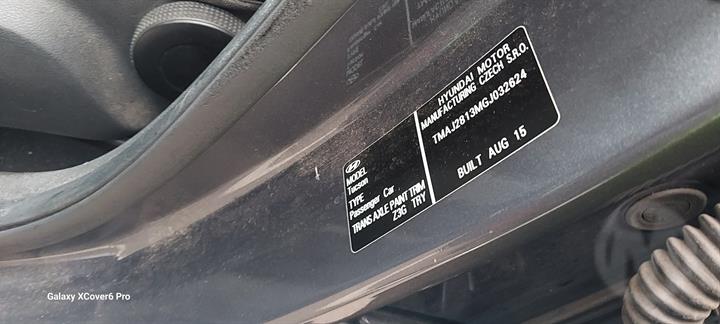 HYUNDAI MOTOR
MANUFACTURING CZECH S.R.O.
TMAJ2813MGJ032624
BUILT AUG 15
MODEL
Tucson
TYPE
Passenger Car
TRANS AXLE PAINT TRIM
Z3G TRY
Galaxy XCover6 Pro